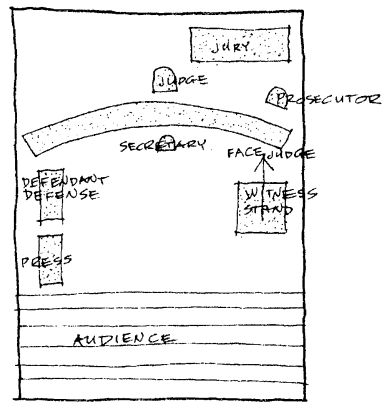 JURY
JUDGE
PROSECUTOR
SECRETARY
FACE JUDGE
DEFENDANT
DEFENSE
WITNESS
STAND
PRESS
AUDIENCE